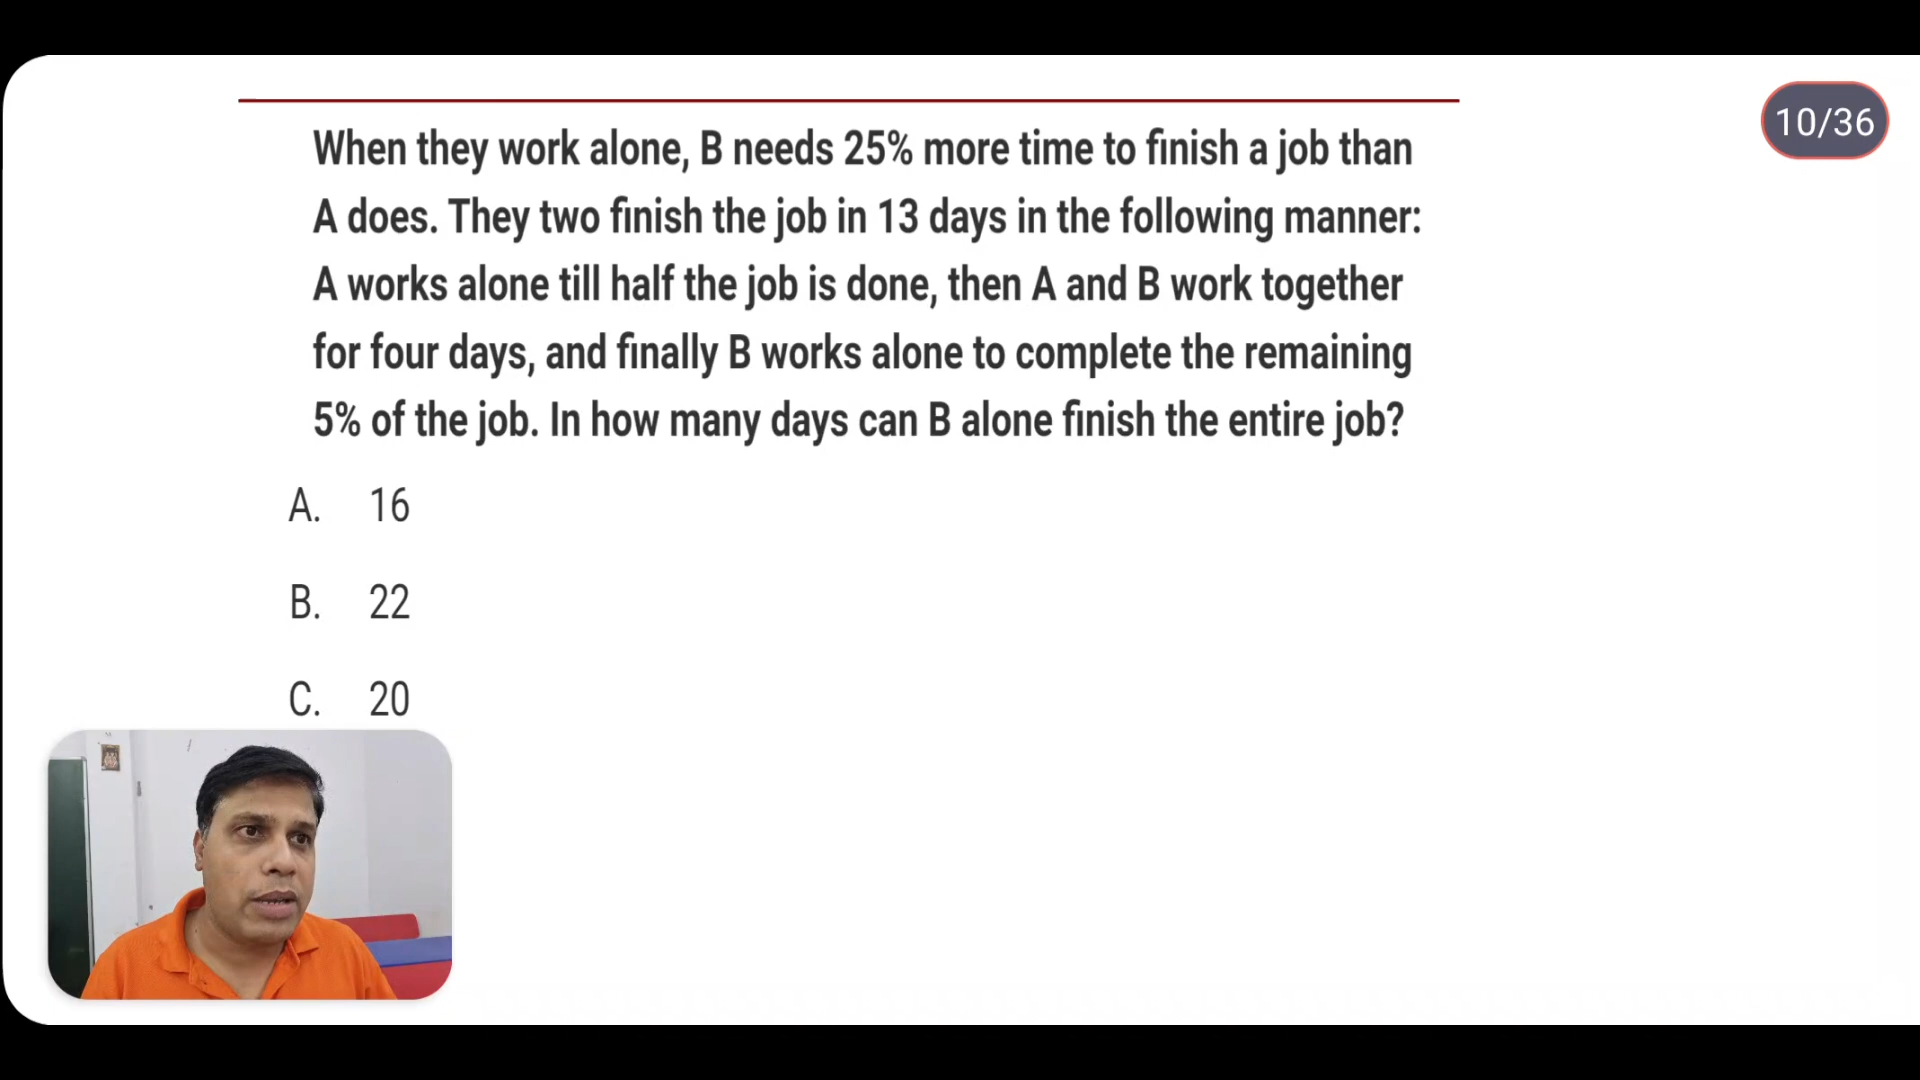 10/36
When they work alone, B needs 25% more time to finish a job than
A does. They two finish the job in 13 days in the following manner:
A works alone till half the job is done, then A and B work together
for four days, and finally B works alone to complete the remaining
5% of the job. In how many days can B alone finish the entire job?
A. 16
B. 22
C. 20